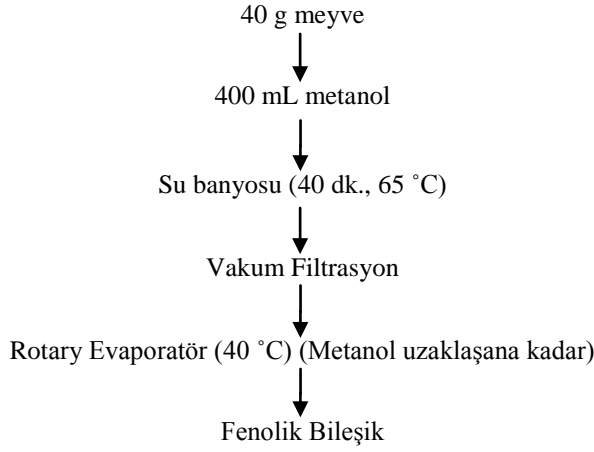 40 g meyve
400 mL metanol
Su banyosu (40 dk., 65 ˚C)
Vakum Filtrasyon
Rotary Evaporatör (40 ˚C) (Metanol uzaklaşana kadar)
Fenolik Bileşik